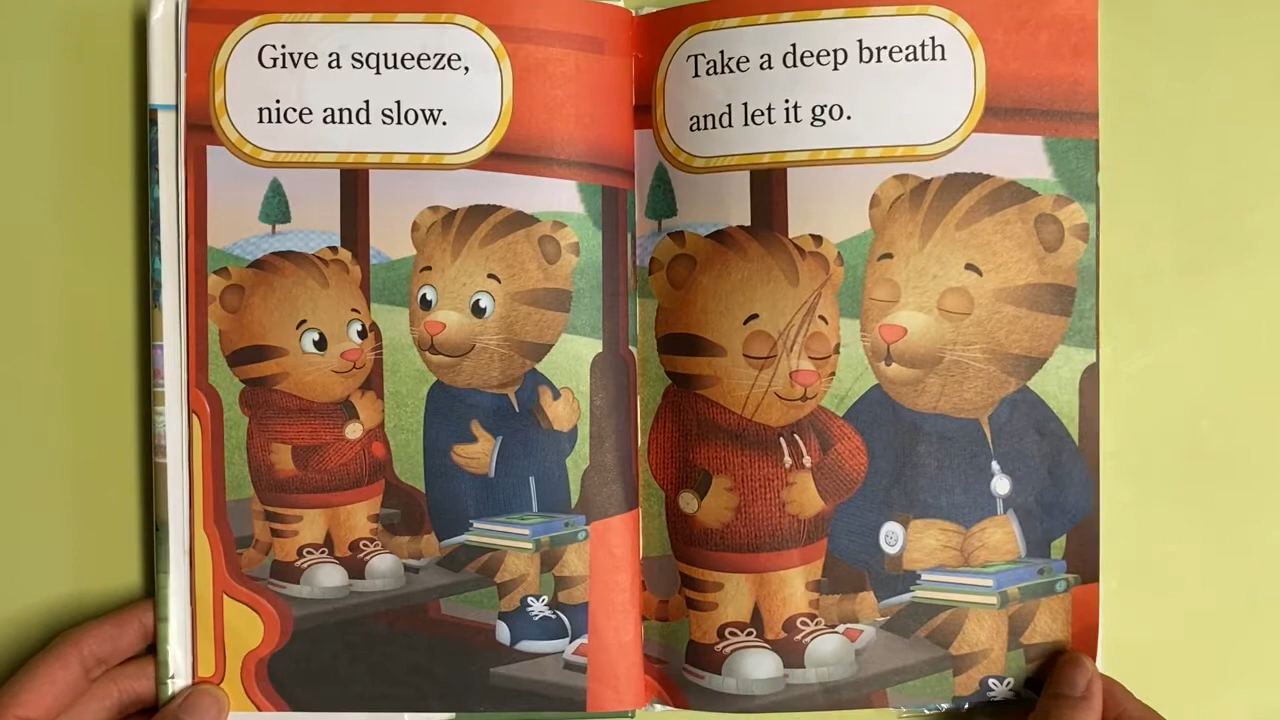 Give a squeeze,
nice and slow.
Take a deep breath
and let it go.